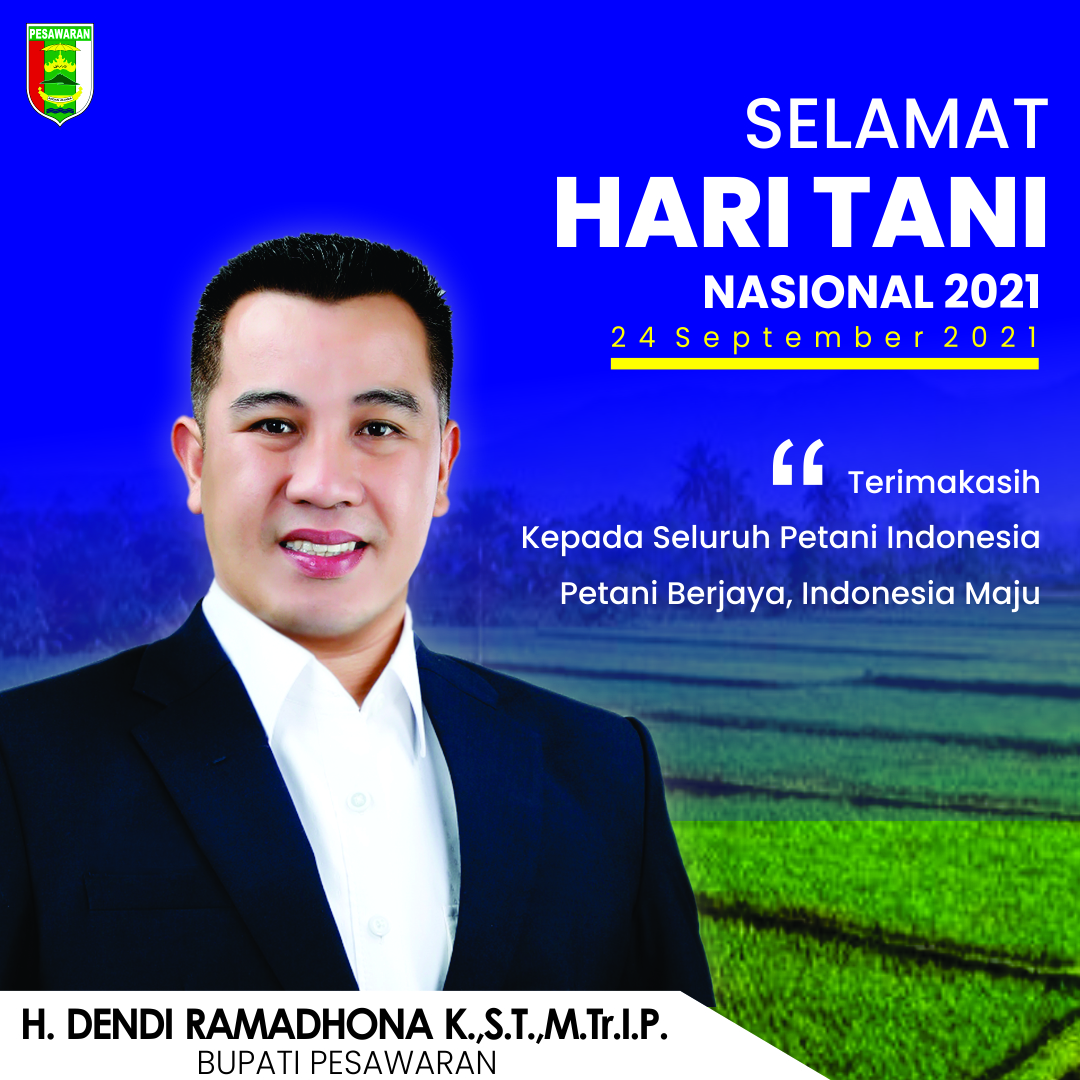 PESAWARAN
SELAMAT
HARI TANI
NASIONAL 2021
24 September 2021
“ Terimakasih
Kepada Seluruh Petani Indonesia
Petani Berjaya, Indonesia Maju
H. DENDI RAMADHONA K.,S.T.,M.Tr.I.P.
BUPATI PESAWARAN